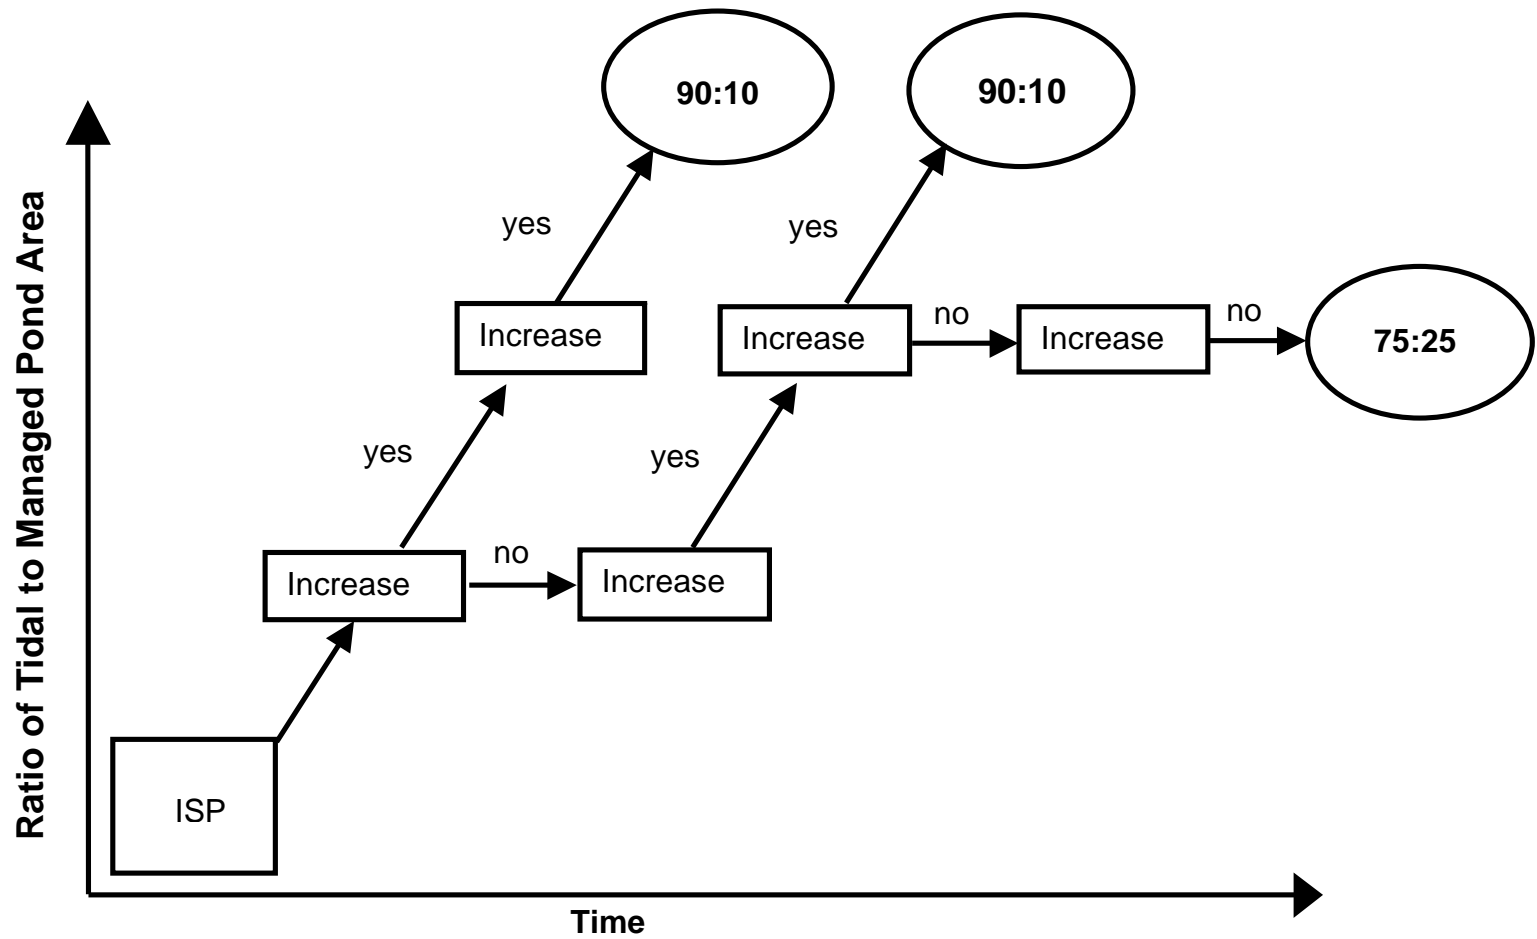 90:10
90:10
yes
yes
Increase
Increase
no
Increase
no
75:25
yes
yes
Increase
no
Increase
ISP
Time
Ratio of Tidal to Managed Pond Area